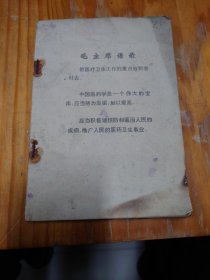 毛主席语录
把医疗卫生工作的重点放到农
村去。
中国医药学是一个伟大的宝
库，应当努力发掘，加以提高。
应当积极地预防和医治人民的
疾病，推广人民的医药卫生事业。